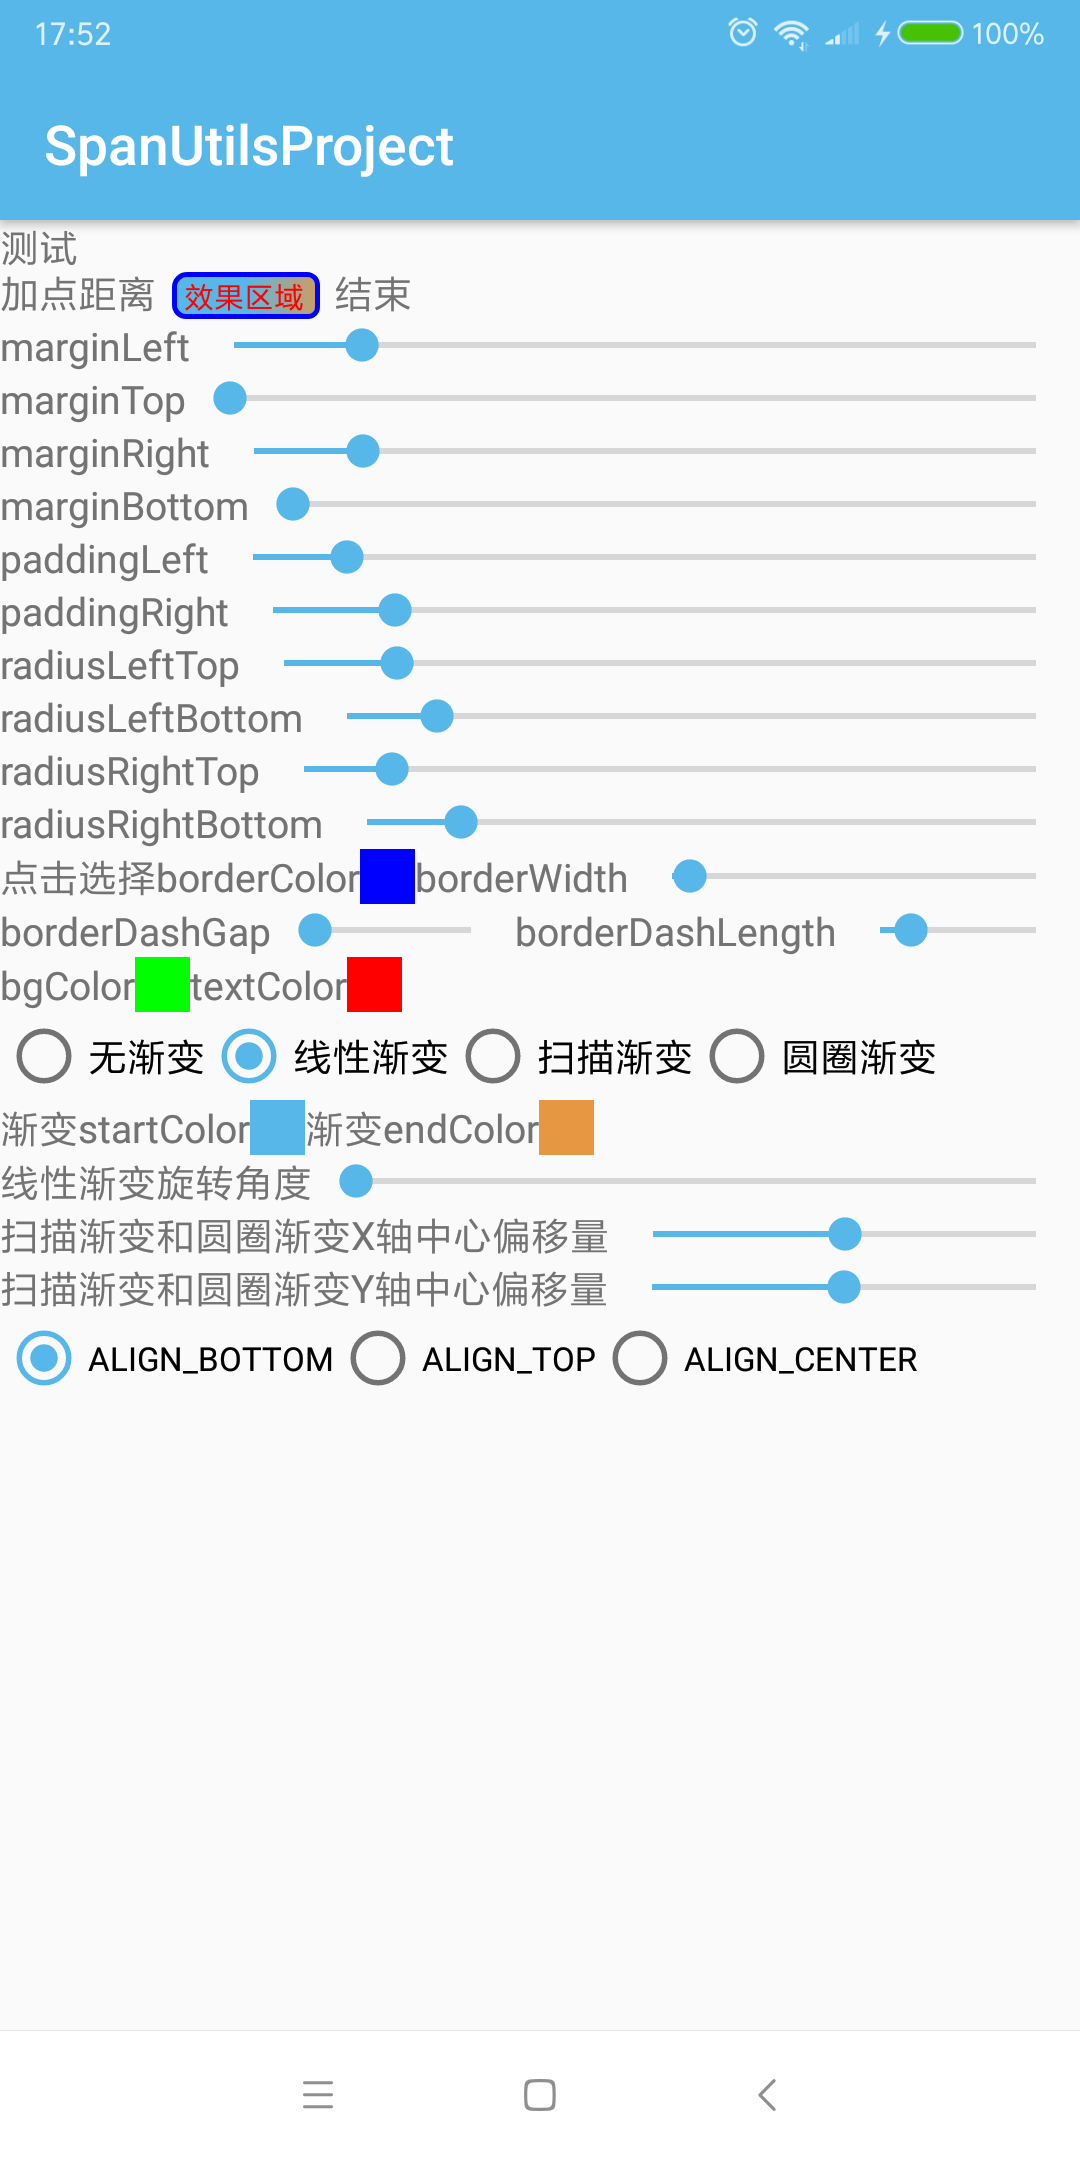 17:52 100%
SpanUtilsProject
测试
加点距离 效果区域 结束
marginLeft
marginTop
marginRight
marginBottom
paddingLeft
paddingRight
radiusLeftTop
radiusLeftBottom
radiusRightTop
radiusRightBottom
点击选择borderColor borderWidth
borderDashGap borderDashLength
bgColor textColor
无渐变 线性渐变 扫描渐变 圆圈渐变
渐变startColor 渐变endColor
线性渐变旋转角度
扫描渐变和圆圈渐变X轴中心偏移量
扫描渐变和圆圈渐变Y轴中心偏移量
ALIGN_BOTTOM ALIGN_TOP ALIGN_CENTER